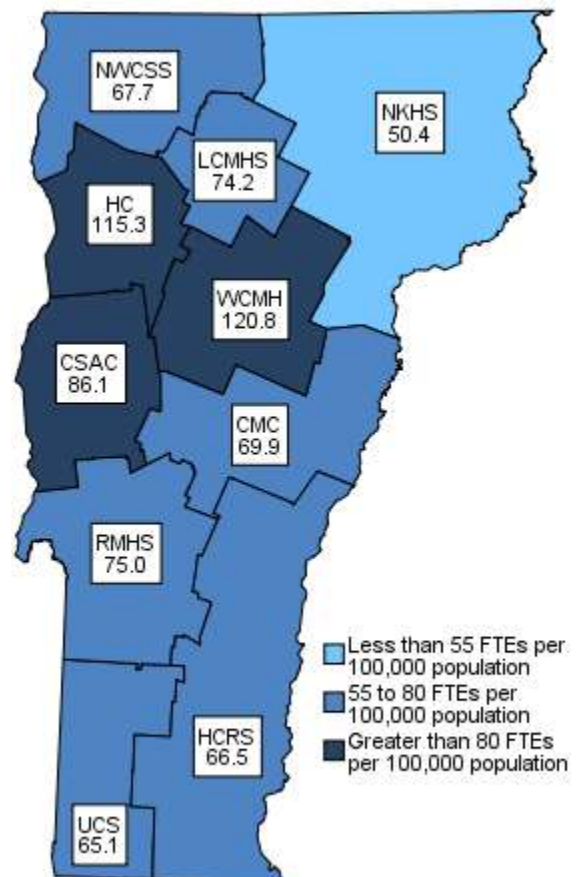 NWCSS
67.7
NKHS
50.4
LCMHS
74.2
HC
115.3
WCMH
120.8
CSAC
86.1
CMC
69.9
RMHS
75.0
Less than 55 FTEs per
100,000 population
55 to 80 FTEs per
100,000 population
Greater than 80 FTEs
per 100,000 population
HCRS
66.5
UCS
65.1